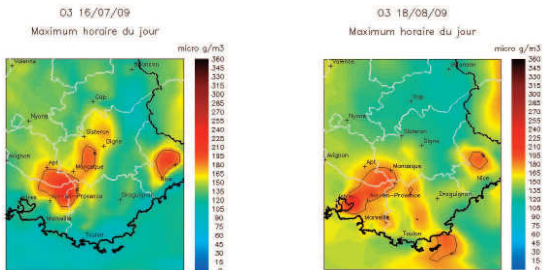 O3 16/07/09
Maximum horaire du jour
micro g/m3
360
345
330
315
300
285
270
255
240
225
210
195
180
165
150
135
120
105
90
75
60
45
30
15
0
Valence
Briancon
Gap
Nyons
Sisteron
Digne
Avignon
Apt
Manosque
Nice
Provence
Draguignan
Marseille
Toulon
O3 18/08/09
Maximum horaire du jour
micro g/m3
360
345
330
315
300
285
270
255
240
225
210
195
180
165
150
135
120
105
90
75
60
45
30
15
0
Valence
Briancon
Gap
Nyons
Sisteron
Digne
Avignon
Apt
Manosque
Nice
Provence
Draguignan
Marseille
Toulon